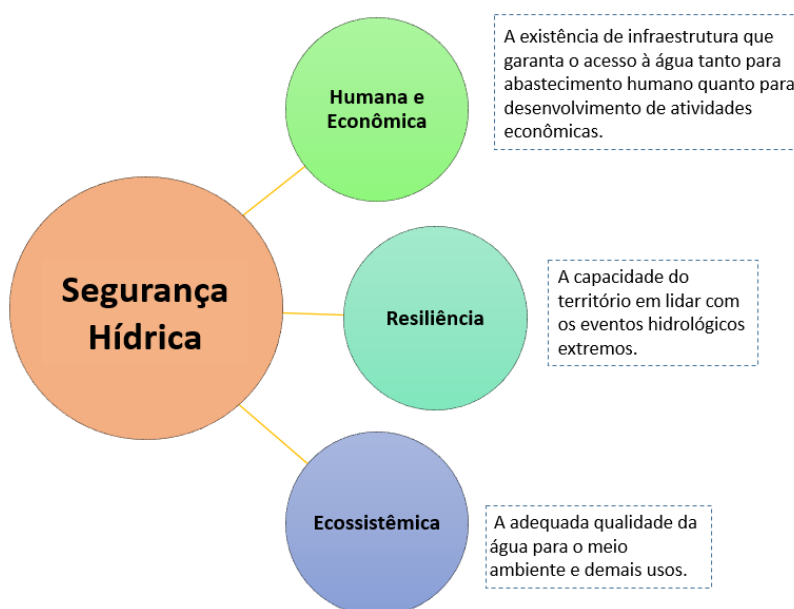 Segurança
Hídrica
Humana e
Econômica
A existência de infraestrutura que
garanta o acesso à água tanto para
abastecimento humano quanto para
desenvolvimento de atividades
econômicas.
Resiliência
A capacidade do
território em lidar com
os eventos hidrológicos
extremos.
Ecossistêmica
A adequada qualidade da
água para o meio
ambiente e demais usos.